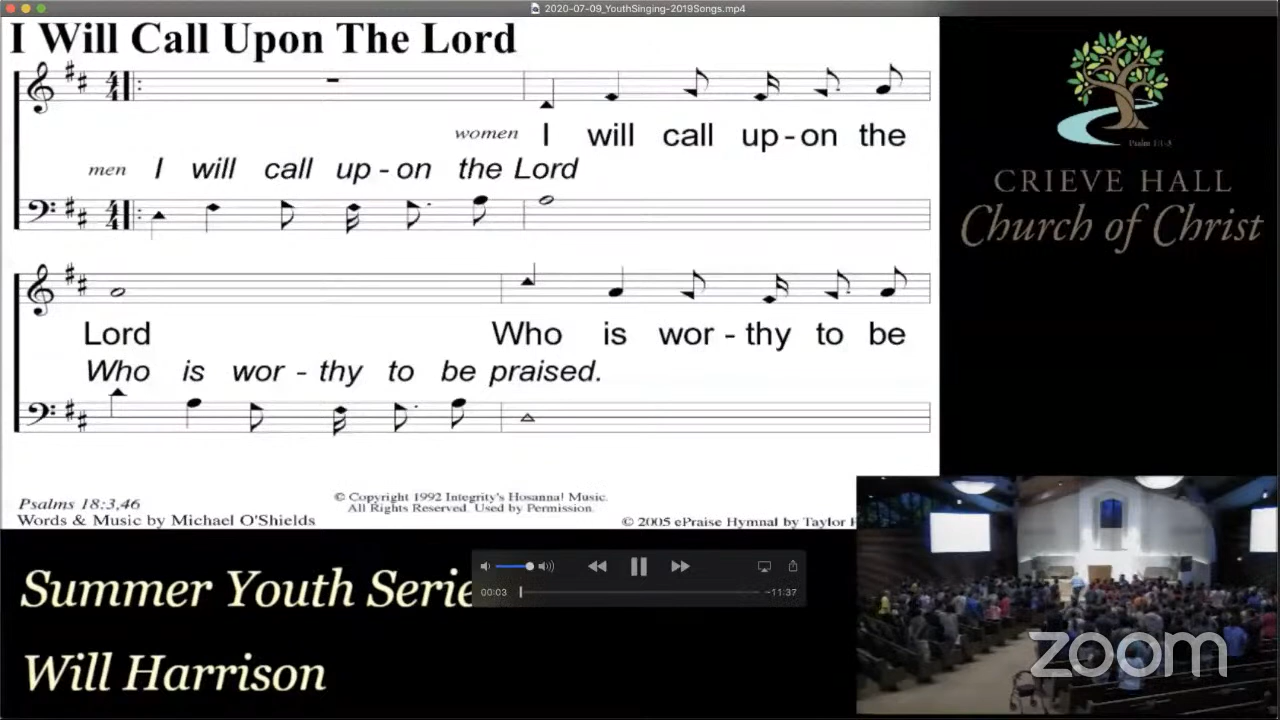 2020-07-09_YouthSinging-2019Songs.mp4
I Will Call Upon The Lord
women I will call up-on the
men I will call up-on the Lord
Lord Who is wor-thy to be
Who is wor-thy to be praised.
Psalms 18:3,46
Words & Music by Michael O'Shields
© Copyright 1992 Integrity's Hosanna! Music.
All Rights Reserved. Used by Permission.
© 2005 ePraise Hymnal by Taylor
Psalm 1:1-3
CRIEVE HALL
Church of Christ
Summer Youth Serie
Will Harrison
00:03
-11:37
zoom